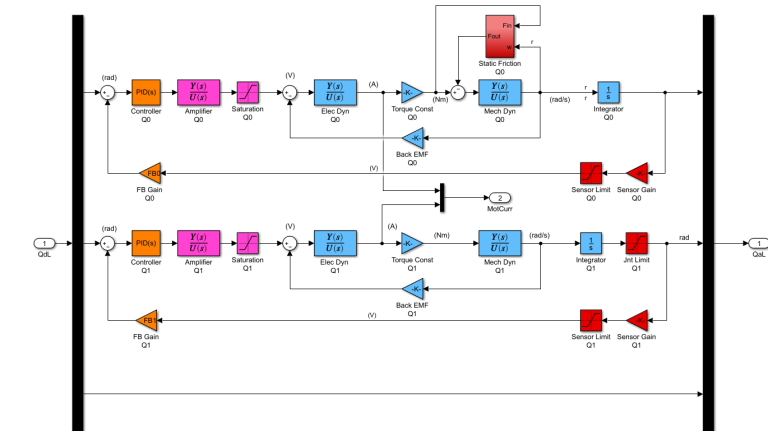 Fin
Fout
w
r
Static Friction
Q0
(rad)
PID(s)
Controller
Q0
Y(s)
U(s)
Amplifier
Q0
Saturation
Q0
(V)
Y(s)
U(s)
Elec Dyn
Q0
(A)
-K-
Torque Const
Q0
(Nm)
Y(s)
U(s)
Mech Dyn
Q0
(rad/s)
r
r
1
s
Integrator
Q0
-K-
Back EMF
Q0
FB0
FB Gain
Q0
(V)
Sensor Limit
Q0
-K-
Sensor Gain
Q0
2
MotCurr
1
QdL
(rad)
PID(s)
Controller
Q1
Y(s)
U(s)
Amplifier
Q1
Saturation
Q1
(V)
Y(s)
U(s)
Elec Dyn
Q1
(A)
-K-
Torque Const
Q1
(Nm)
Y(s)
U(s)
Mech Dyn
Q1
(rad/s)
1
s
Integrator
Q1
Jnt Limit
Q1
rad
1
QaL
-K-
Back EMF
Q1
FB1
FB Gain
Q1
(V)
Sensor Limit
Q1
-K-
Sensor Gain
Q1